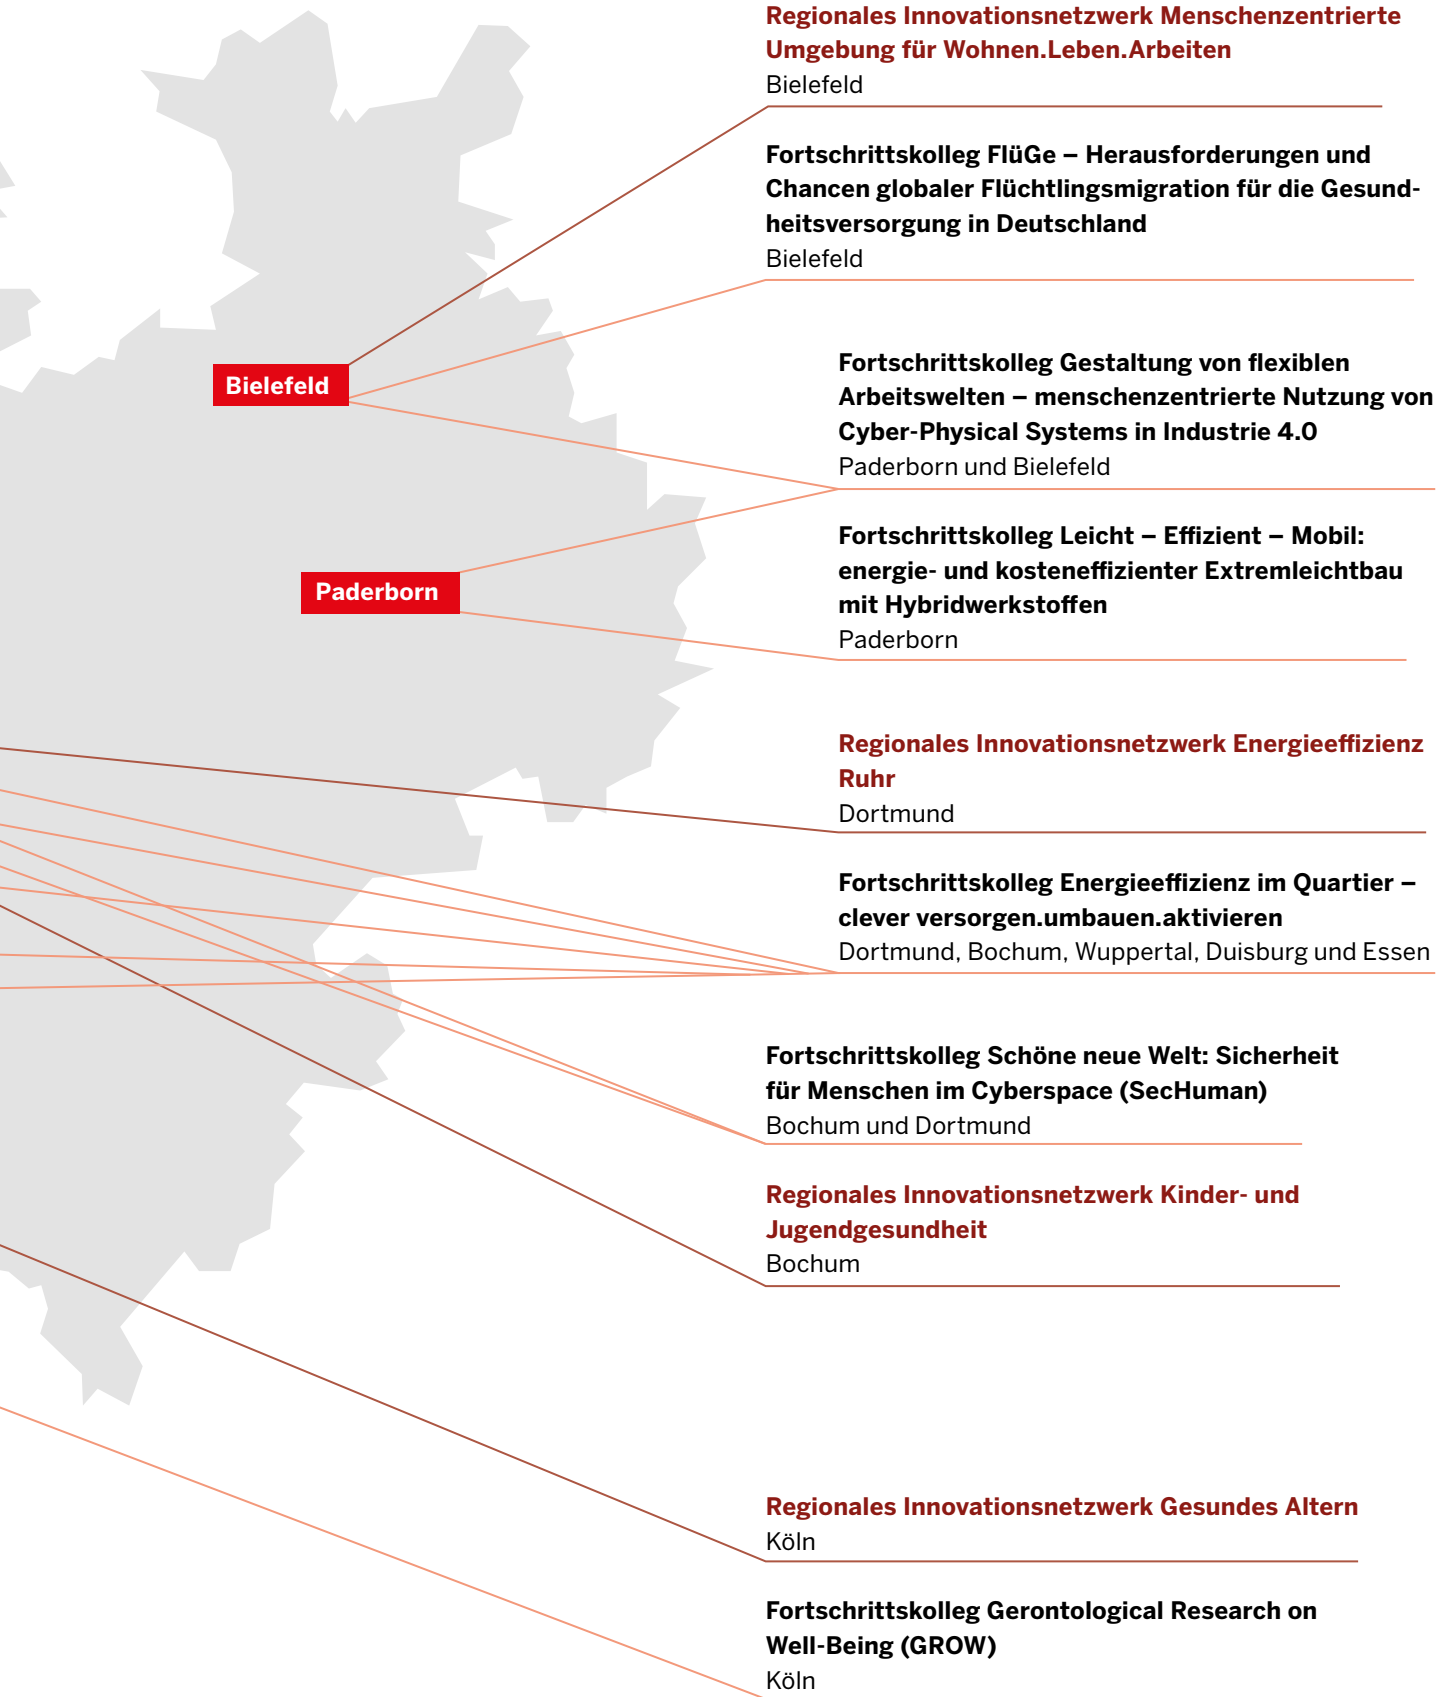 Regionales Innovationsnetzwerk Menschenzentrierte
Umgebung für Wohnen.Leben.Arbeiten
Bielefeld
Fortschrittskolleg FlüGe – Herausforderungen und
Chancen globaler Flüchtlingsmigration für die Gesund-
heitsversorgung in Deutschland
Bielefeld
Bielefeld
Fortschrittskolleg Gestaltung von flexiblen
Arbeitswelten – menschenzentrierte Nutzung von
Cyber-Physical Systems in Industrie 4.0
Paderborn und Bielefeld
Paderborn
Fortschrittskolleg Leicht – Effizient – Mobil:
energie- und kosteneffizienter Extremleichtbau
mit Hybridwerkstoffen
Paderborn
Regionales Innovationsnetzwerk Energieeffizienz
Ruhr
Dortmund
Fortschrittskolleg Energieeffizienz im Quartier –
clever versorgen.umbauen.aktivieren
Dortmund, Bochum, Wuppertal, Duisburg und Essen
Fortschrittskolleg Schöne neue Welt: Sicherheit
für Menschen im Cyberspace (SecHuman)
Bochum und Dortmund
Regionales Innovationsnetzwerk Kinder- und
Jugendgesundheit
Bochum
Regionales Innovationsnetzwerk Gesundes Altern
Köln
Fortschrittskolleg Gerontological Research on
Well-Being (GROW)
Köln